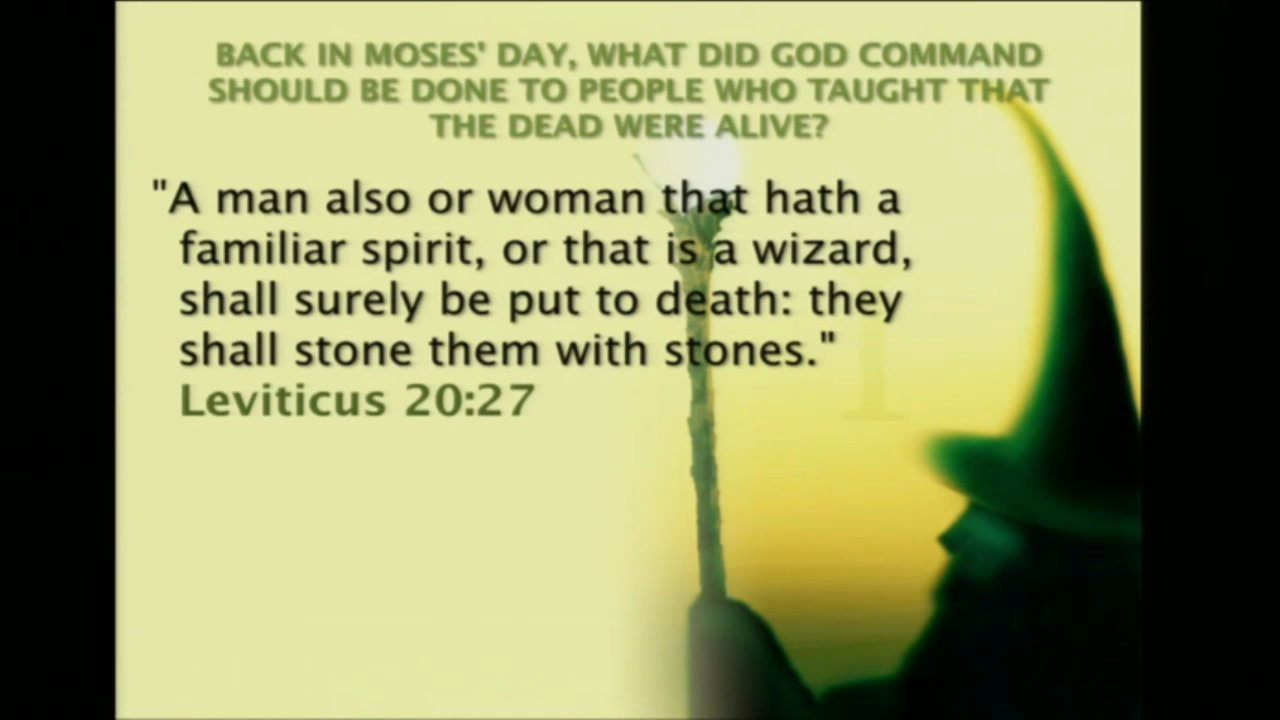 BACK IN MOSES' DAY, WHAT DID GOD COMMAND
SHOULD BE DONE TO PEOPLE WHO TAUGHT THAT
THE DEAD WERE ALIVE?
"A man also or woman that hath a
familiar spirit, or that is a wizard,
shall surely be put to death: they
shall stone them with stones."
Leviticus 20:27